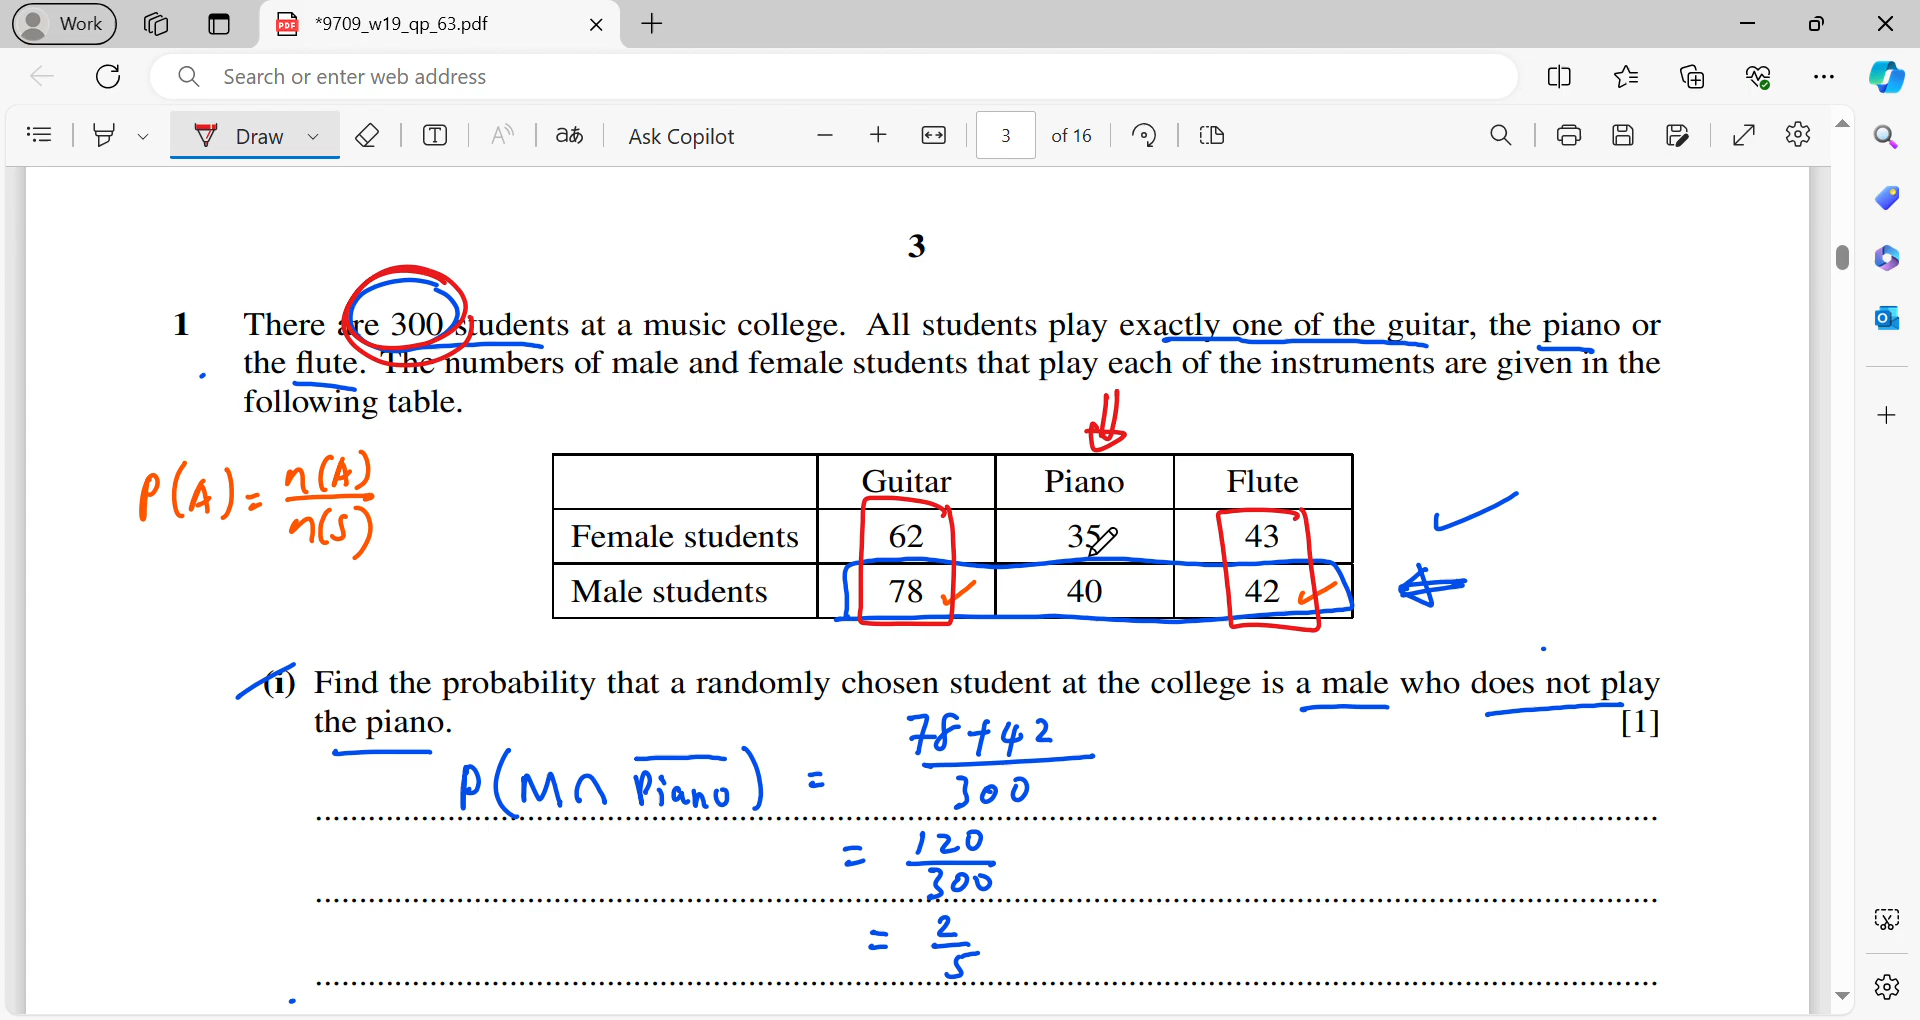 Work
*9709_w19_qp_63.pdf
Search or enter web address
Draw
T
A
aあ
Ask Copilot
3
of 16
3
1 There are 300 students at a music college. All students play exactly one of the guitar, the piano or
the flute. The numbers of male and female students that play each of the instruments are given in the
following table.
P(A) = n(A)/n(S)
Guitar Piano Flute
Female students 62 35 43
Male students 78 40 42
(i) Find the probability that a randomly chosen student at the college is a male who does not play
the piano. [1]
P(M∩ Piano) = 78+42
300
= 120
300
= 2
5